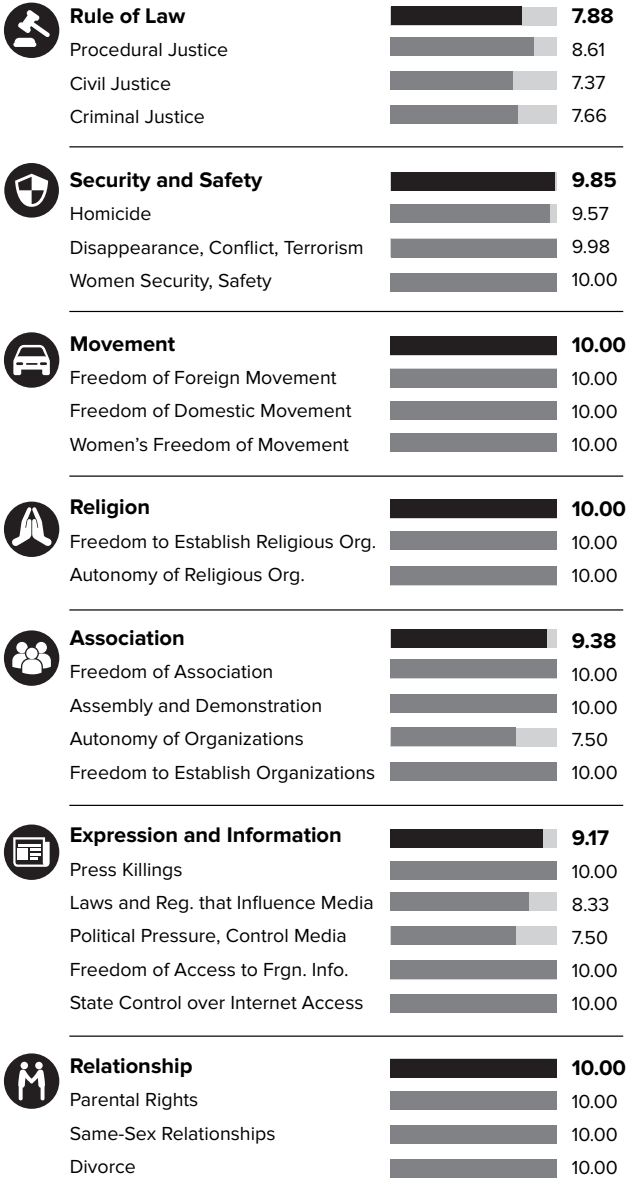 Rule of Law 7.88
Procedural Justice 8.61
Civil Justice 7.37
Criminal Justice 7.66
Security and Safety 9.85
Homicide 9.57
Disappearance, Conflict, Terrorism 9.98
Women Security, Safety 10.00
Movement 10.00
Freedom of Foreign Movement 10.00
Freedom of Domestic Movement 10.00
Women's Freedom of Movement 10.00
Religion 10.00
Freedom to Establish Religious Org. 10.00
Autonomy of Religious Org. 10.00
Association 9.38
Freedom of Association 10.00
Assembly and Demonstration 10.00
Autonomy of Organizations 7.50
Freedom to Establish Organizations 10.00
Expression and Information 9.17
Press Killings 10.00
Laws and Reg. that Influence Media 8.33
Political Pressure, Control Media 7.50
Freedom of Access to Frgn. Info. 10.00
State Control over Internet Access 10.00
Relationship 10.00
Parental Rights 10.00
Same-Sex Relationships 10.00
Divorce 10.00